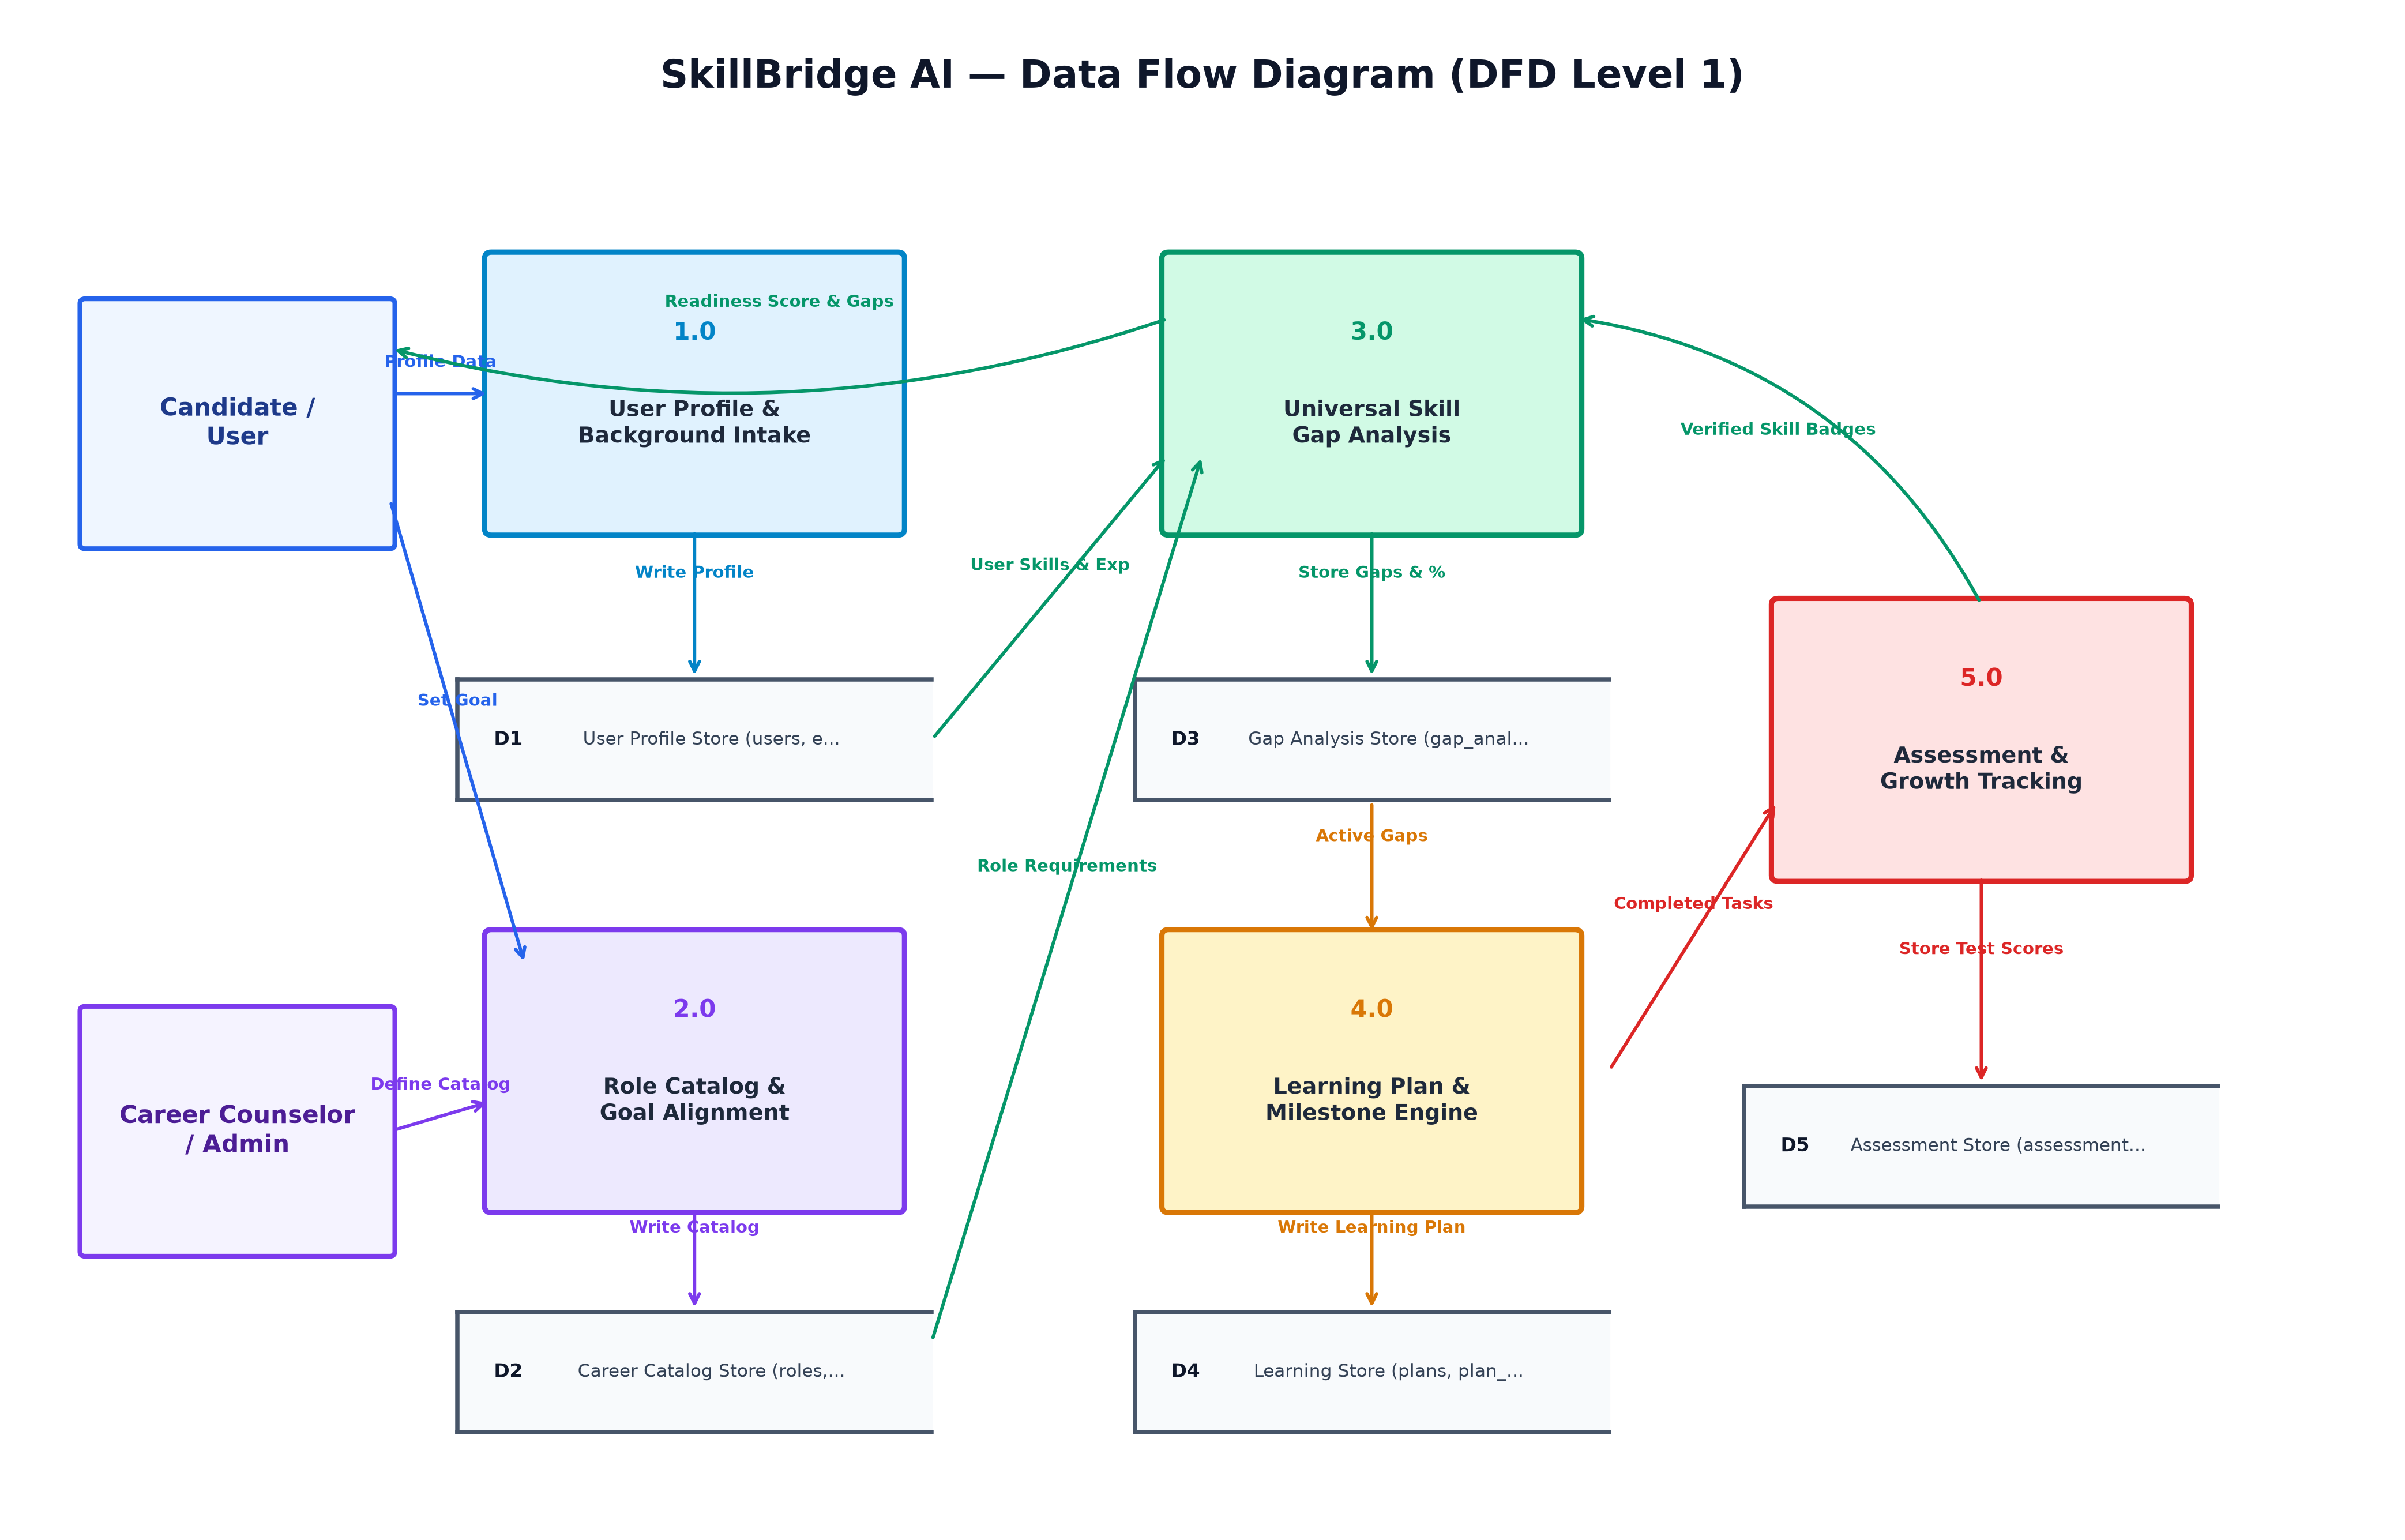 SkillBridge AI — Data Flow Diagram (DFD Level 1)
Readiness Score & Gaps
1.0
User Profile &
Background Intake
3.0
Universal Skill
Gap Analysis
Candidate /
User
Profile Data
Verified Skill Badges
Write Profile
User Skills & Exp
Store Gaps & %
Set Goal
D1
User Profile Store (users, e...
D3
Gap Analysis Store (gap_anal...
5.0
Assessment &
Growth Tracking
Active Gaps
Role Requirements
Completed Tasks
Store Test Scores
2.0
Role Catalog &
Goal Alignment
4.0
Learning Plan &
Milestone Engine
Define Catalog
Career Counselor
/ Admin
D5
Assessment Store (assessment...
Write Catalog
Write Learning Plan
D2
Career Catalog Store (roles,...
D4
Learning Store (plans, plan_...